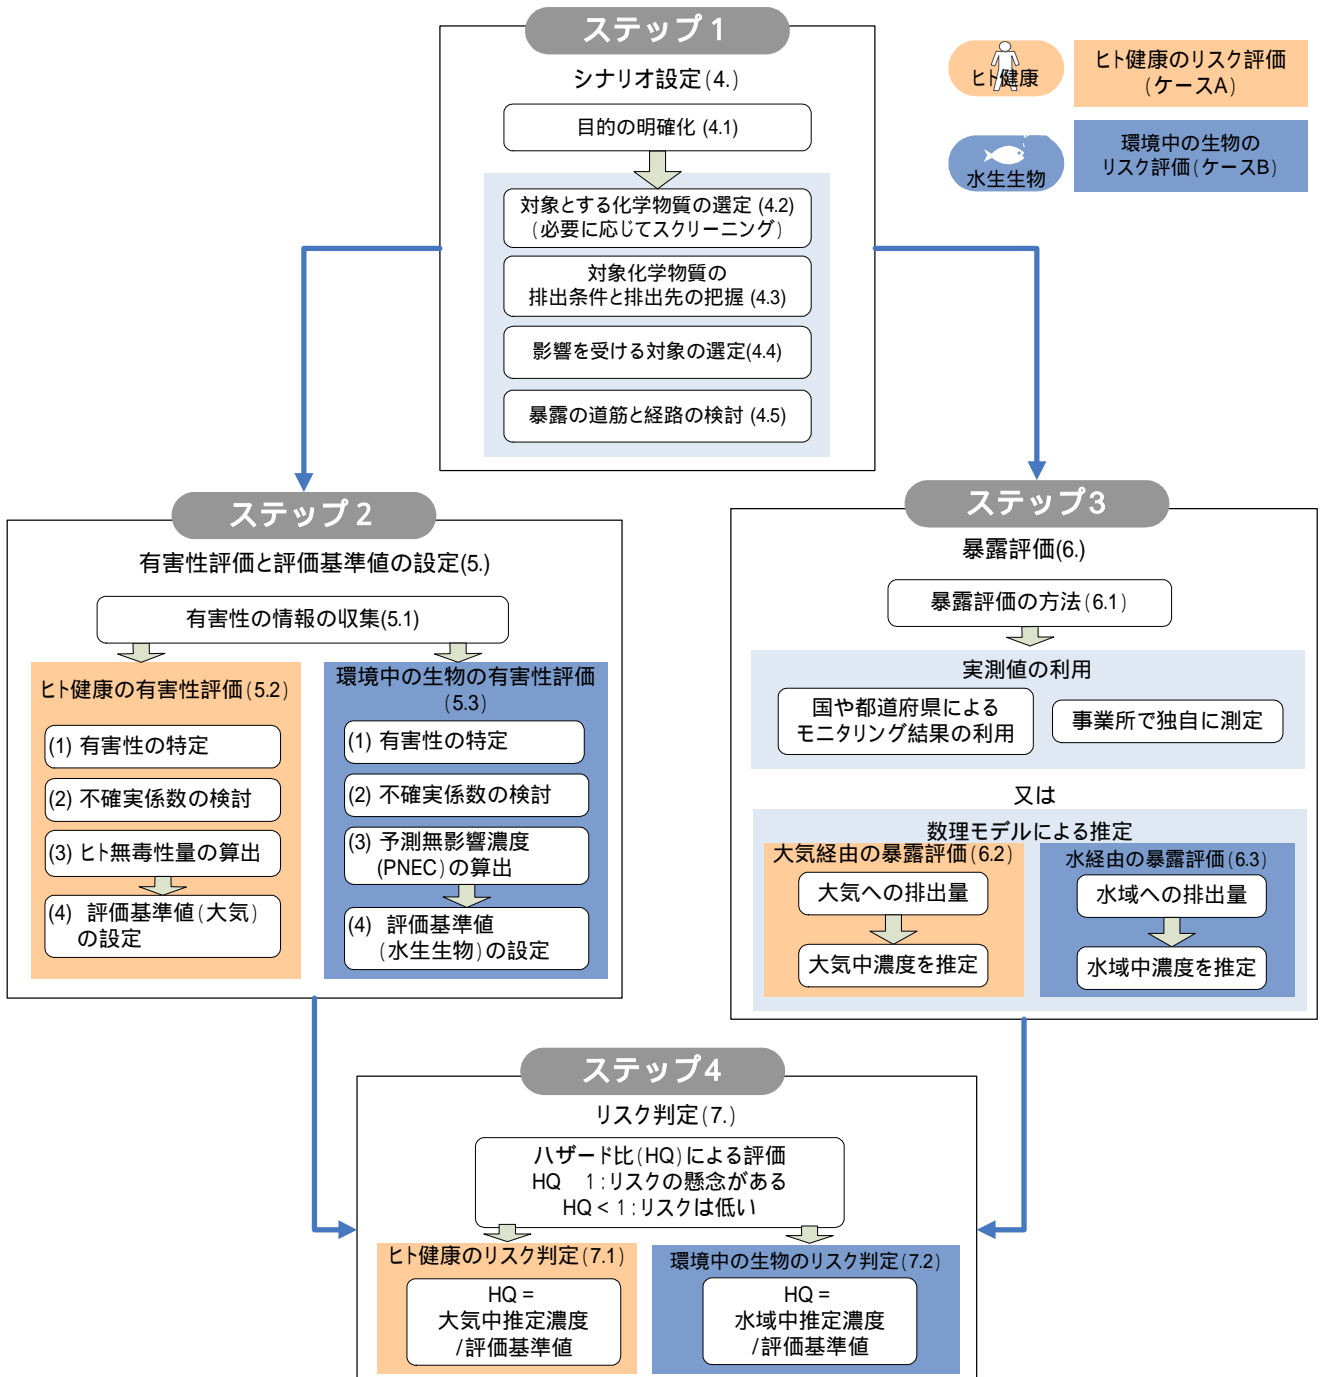 ステップ1
シナリオ設定(4.)
目的の明確化 (4.1)
対象とする化学物質の選定 (4.2)
(必要に応じてスクリーニング)
対象化学物質の
排出条件と排出先の把握 (4.3)
影響を受ける対象の選定(4.4)
暴露の道筋と経路の検討 (4.5)
ヒト健康
ヒト健康のリスク評価
(ケースA)
水生生物
環境中の生物の
リスク評価(ケースB)
ステップ2
有害性評価と評価基準値の設定(5.)
有害性の情報の収集(5.1)
ヒト健康の有害性評価(5.2)
(1) 有害性の特定
(2) 不確実係数の検討
(3) ヒト無毒性量の算出
(4) 評価基準値(大気)
の設定
環境中の生物の有害性評価
(5.3)
(1) 有害性の特定
(2) 不確実係数の検討
(3) 予測無影響濃度
(PNEC)の算出
(4) 評価基準値
(水生生物)の設定
ステップ3
暴露評価(6.)
暴露評価の方法(6.1)
実測値の利用
国や都道府県による
モニタリング結果の利用
事業所で独自に測定
又は
数理モデルによる推定
大気経由の暴露評価(6.2)
大気への排出量
大気中濃度を推定
水経由の暴露評価(6.3)
水域への排出量
水域中濃度を推定
ステップ4
リスク判定(7.)
ハザード比(HQ)による評価
HQ 1:リスクの懸念がある
HQ < 1:リスクは低い
ヒト健康のリスク判定(7.1)
HQ =
大気中推定濃度
/評価基準値
環境中の生物のリスク判定(7.2)
HQ =
水域中推定濃度
/評価基準値